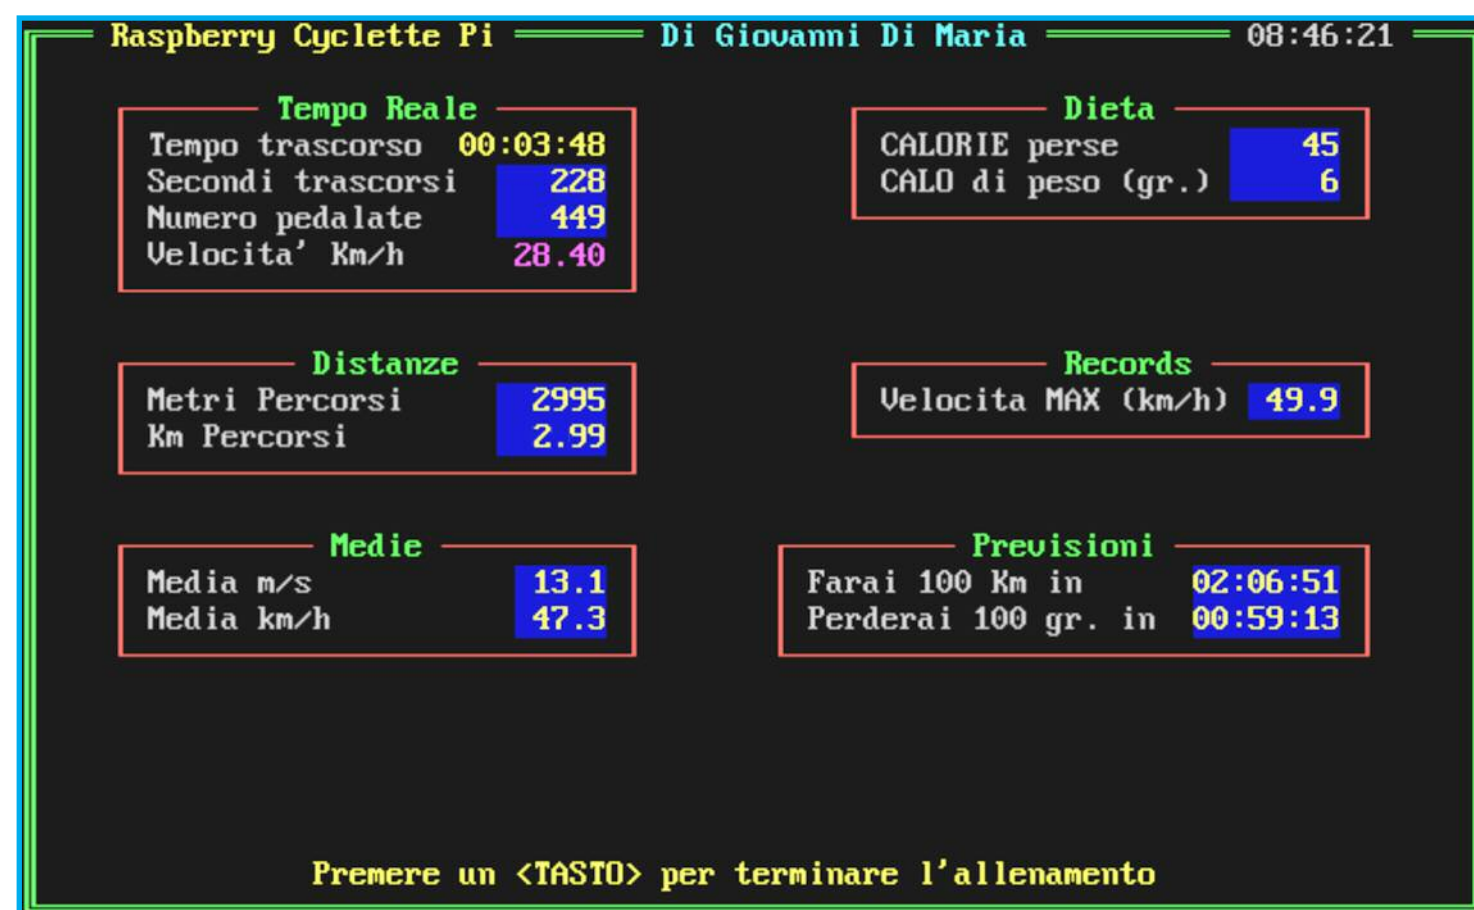 Raspberry Cyclette Pi Di Giovanni Di Maria 08:46:21
Tempo Reale
Tempo trascorso 00:03:48
Secondi trascorsi 228
Numero pedalate 449
Velocita' Km/h 28.40
Dieta
CALORIE perse 45
CALO di peso (gr.) 6
Distanze
Metri Percorsi 2995
Km Percorsi 2.99
Records
Velocita MAX (km/h) 49.9
Medie
Media m/s 13.1
Media km/h 47.3
Previsioni
Farai 100 Km in 02:06:51
Perderai 100 gr. in 00:59:13
Premere un <TASTO> per terminare l'allenamento